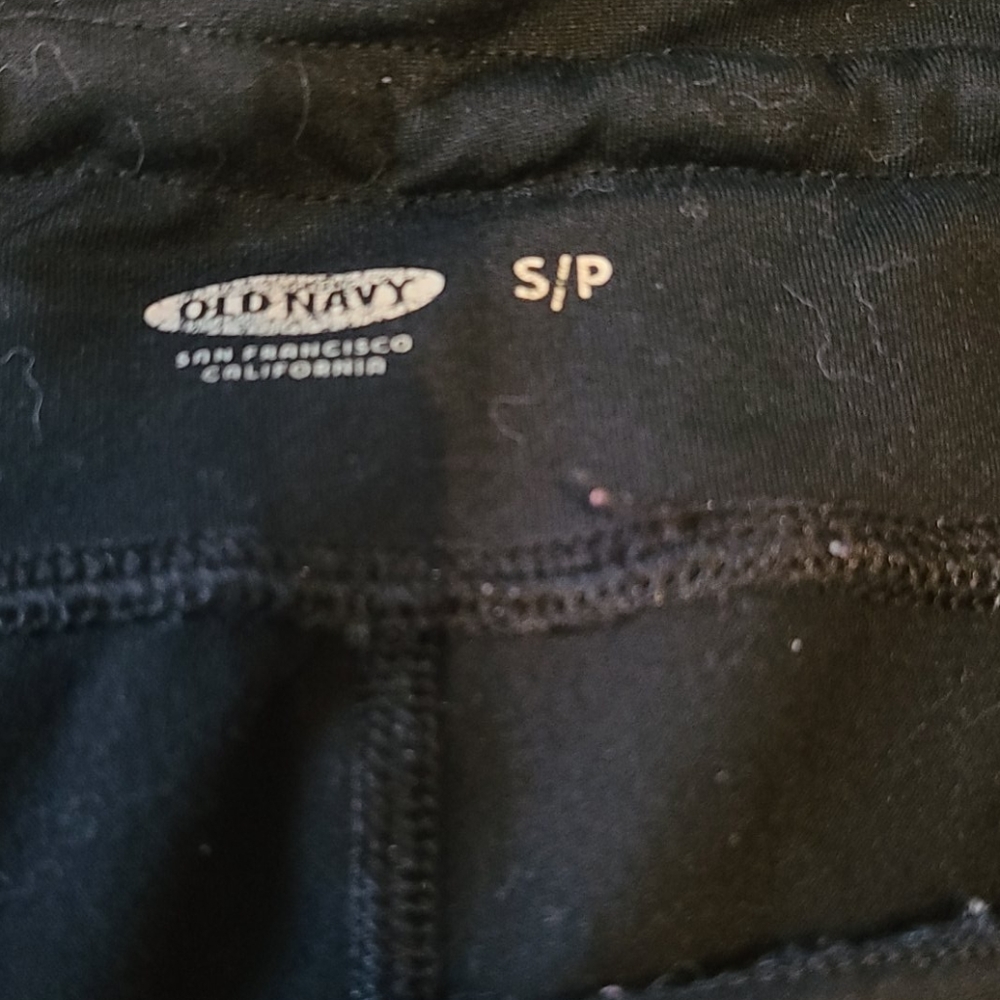 OLD NAVY
SAN FRANCISCO
CALIFORNIA
S/P